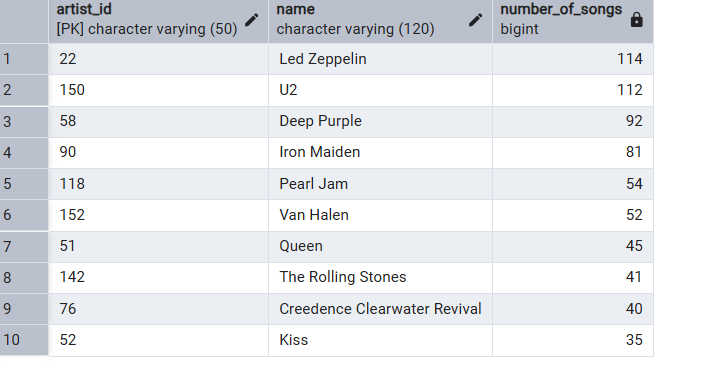 artist_id name number_of_songs
[PK] character varying (50) character varying (120) bigint
1 22 Led Zeppelin 114
2 150 U2 112
3 58 Deep Purple 92
4 90 Iron Maiden 81
5 118 Pearl Jam 54
6 152 Van Halen 52
7 51 Queen 45
8 142 The Rolling Stones 41
9 76 Creedence Clearwater Revival 40
10 52 Kiss 35